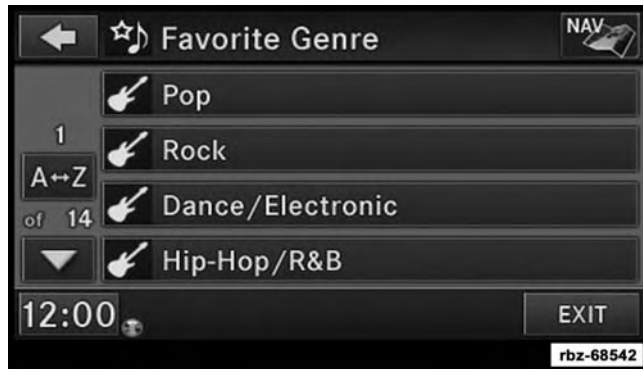 Favorite Genre
NAV
Pop
1
Rock
A↔Z
Dance/Electronic
of 14
Hip-Hop/R&B
12:00
EXIT
rbz-68542